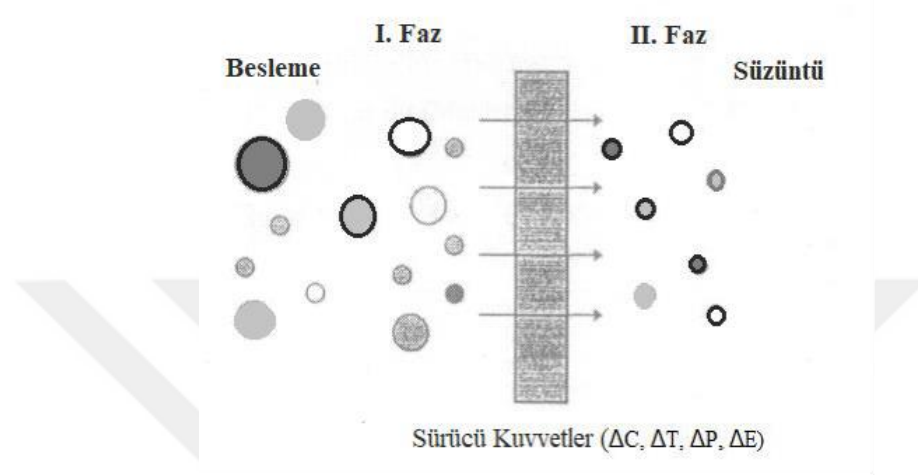 I. Faz
II. Faz
Besleme
Süzüntü
Sürücü Kuvvetler (ΔC, ΔT, ΔP, ΔE)